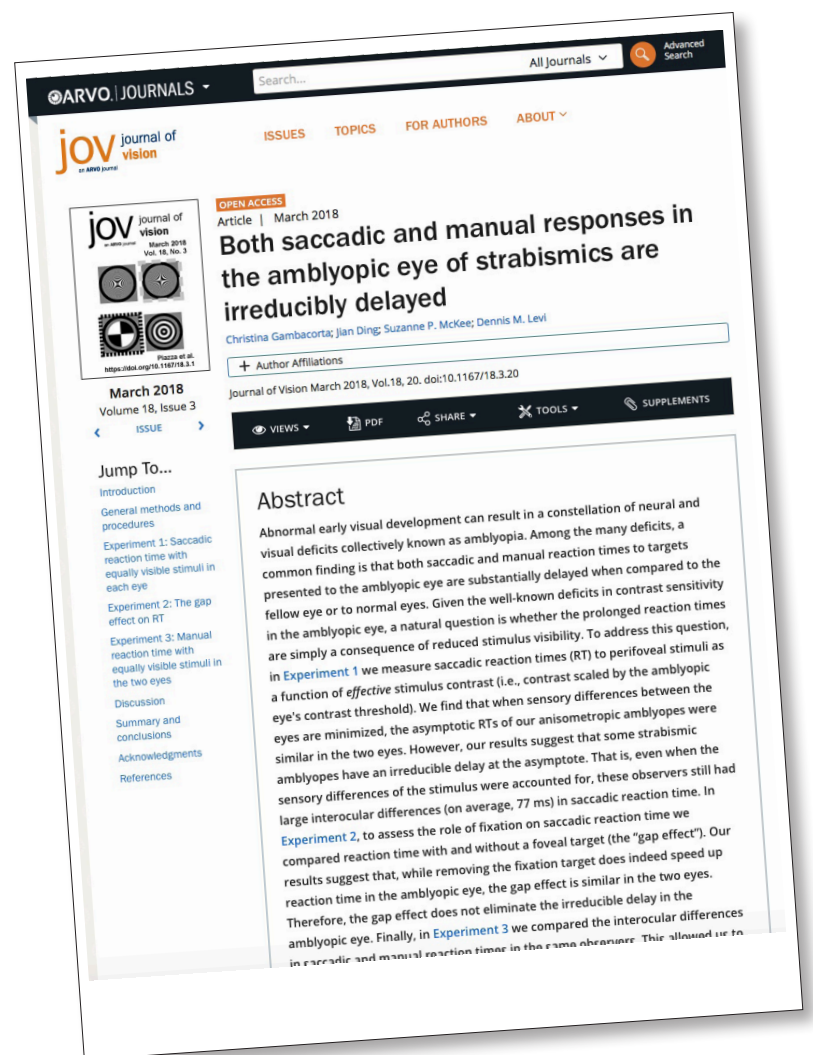 ARVO. JOURNALS
Search...
All Journals
Advanced Search
jov journal of vision
an ARVO journal
ISSUES
TOPICS
FOR AUTHORS
ABOUT
jov journal of vision
an ARVO journal
March 2018
Vol. 18, No. 3
Piazza et al.
https://doi.org/10.1167/18.3.1
March 2018
Volume 18, Issue 3
ISSUE
Jump To...
Introduction
General methods and
procedures
Experiment 1: Saccadic
reaction time with
equally visible stimuli in
each eye
Experiment 2: The gap
effect on RT
Experiment 3: Manual
reaction time with
equally visible stimuli in
the two eyes
Discussion
Summary and
conclusions
Acknowledgments
References
OPEN ACCESS
Article | March 2018
Both saccadic and manual responses in
the amblyopic eye of strabismics are
irreducibly delayed
Christina Gambacorta; Jian Ding; Suzanne P. McKee; Dennis M. Levi
+ Author Affiliations
Journal of Vision March 2018, Vol.18, 20. doi:10.1167/18.3.20
VIEWS
PDF
SHARE
TOOLS
SUPPLEMENTS
Abstract
Abnormal early visual development can result in a constellation of neural and
visual deficits collectively known as amblyopia. Among the many deficits, a
common finding is that both saccadic and manual reaction times to targets
presented to the amblyopic eye are substantially delayed when compared to the
fellow eye or to normal eyes. Given the well-known deficits in contrast sensitivity
in the amblyopic eye, a natural question is whether the prolonged reaction times
are simply a consequence of reduced stimulus visibility. To address this question,
in Experiment 1 we measure saccadic reaction times (RT) to perifoveal stimuli as
a function of effective stimulus contrast (i.e., contrast scaled by the amblyopic
eye's contrast threshold). We find that when sensory differences between the
eyes are minimized, the asymptotic RTs of our anisometropic amblyopes were
similar in the two eyes. However, our results suggest that some strabismic
amblyopes have an irreducible delay at the asymptote. That is, even when the
sensory differences of the stimulus were accounted for, these observers still had
large interocular differences (on average, 77 ms) in saccadic reaction time. In
Experiment 2, to assess the role of fixation on saccadic reaction time we
compared reaction time with and without a foveal target (the “gap effect”). Our
results suggest that, while removing the fixation target does indeed speed up
reaction time in the amblyopic eye, the gap effect is similar in the two eyes.
Therefore, the gap effect does not eliminate the irreducible delay in the
amblyopic eye. Finally, in Experiment 3 we compared the interocular differences
in saccadic and manual reaction times in the same observers. This allowed us to